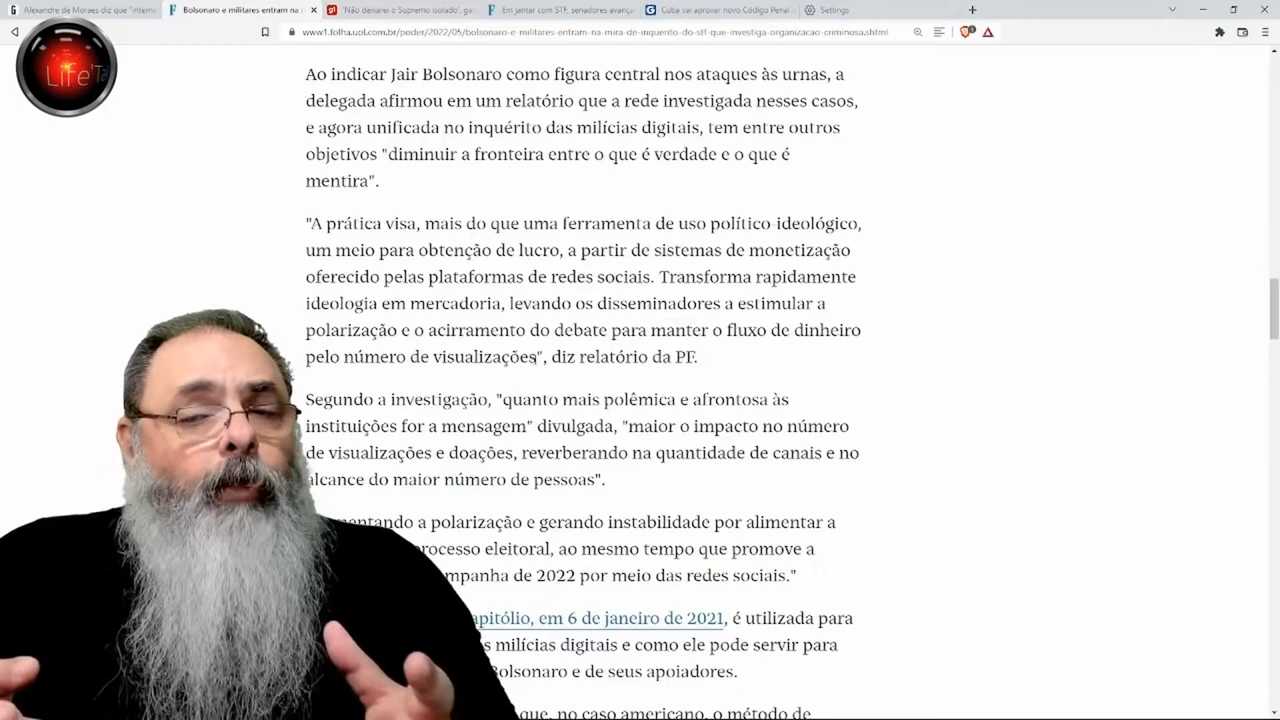 Alexandre de Moraes diz que "interne
Bolsonaro e militares entram na m
'Não deixarei o Supremo isolado', ga
Em jantar com STF, senadores avança
Cuba vai aprovar novo Código Penal
Settings
www1.folha.uol.com.br/poder/2022/05/bolsonaro-e-militares-entram-na-mira-de-inquerito-do-stf-que-investiga-organizacao-criminosa.shtml
LiFe'T
Ao indicar Jair Bolsonaro como figura central nos ataques às urnas, a
delegada afirmou em um relatório que a rede investigada nesses casos,
e agora unificada no inquérito das milícias digitais, tem entre outros
objetivos "diminuir a fronteira entre o que é verdade e o que é
mentira".
"A prática visa, mais do que uma ferramenta de uso político-ideológico,
um meio para obtenção de lucro, a partir de sistemas de monetização
oferecido pelas plataformas de redes sociais. Transforma rapidamente
ideologia em mercadoria, levando os disseminadores a estimular a
polarização e o acirramento do debate para manter o fluxo de dinheiro
pelo número de visualizações", diz relatório da PF.
Segundo a investigação, "quanto mais polêmica e afrontosa às
instituições for a mensagem" divulgada, "maior o impacto no número
de visualizações e doações, reverberando na quantidade de canais e no
alcance do maior número de pessoas".
mentando a polarização e gerando instabilidade por alimentar a
processo eleitoral, ao mesmo tempo que promove a
mpanha de 2022 por meio das redes sociais."
apitólio, em 6 de janeiro de 2021, é utilizada para
s milícias digitais e como ele pode servir para
Bolsonaro e de seus apoiadores.
que, no caso americano, o método de